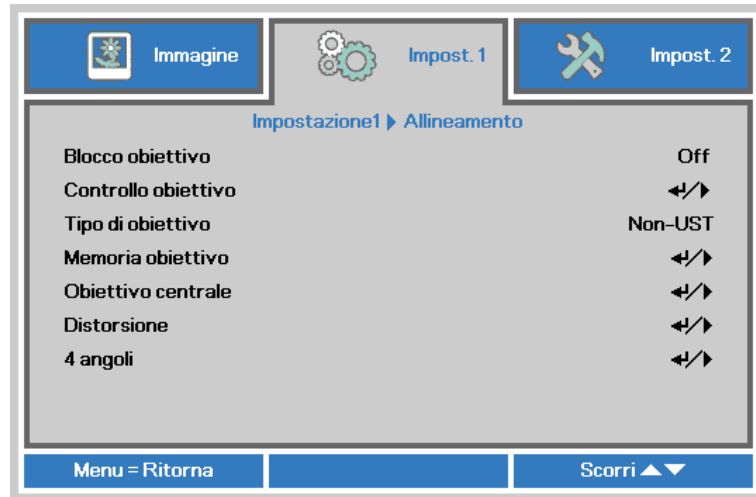 Immagine Impost. 1 Impost. 2
Impostazione1 Allineamento
Blocco obiettivo Off
Controllo obiettivo ↵/▶
Tipo di obiettivo Non-UST
Memoria obiettivo ↵/▶
Obiettivo centrale ↵/▶
Distorsione ↵/▶
4 angoli ↵/▶
Menu = Ritorna Scorri ▲▼